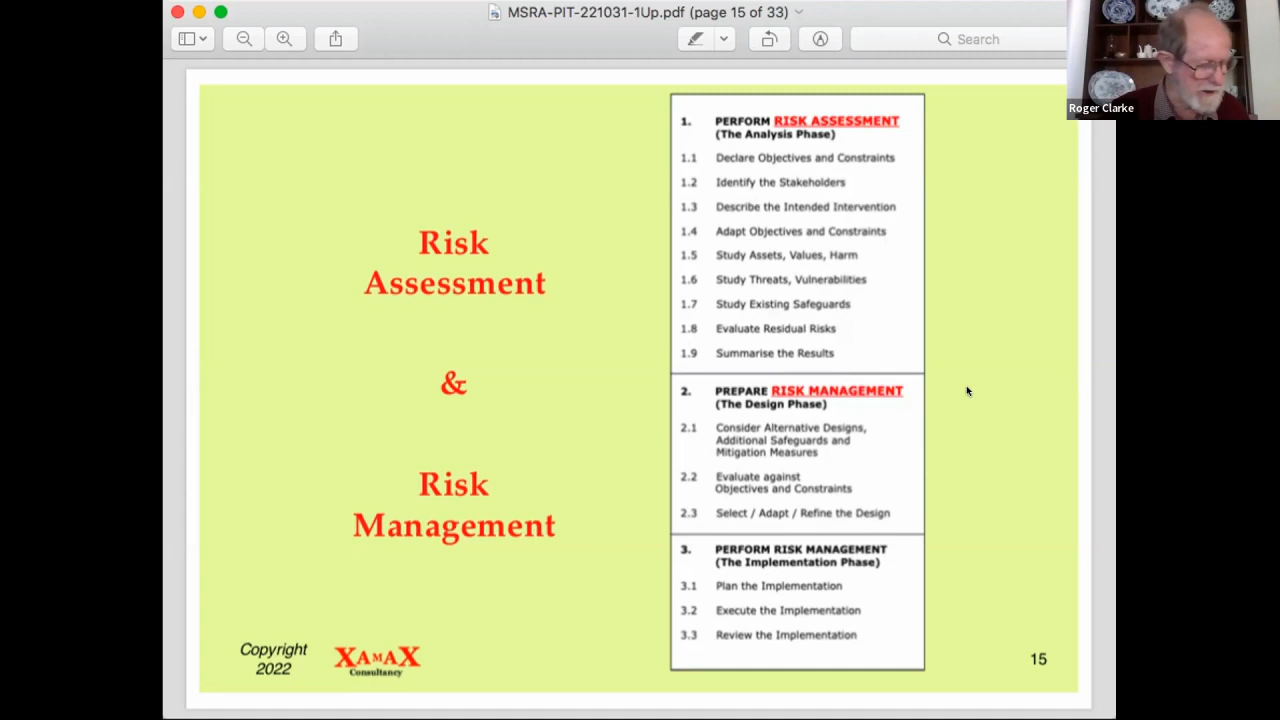 MSRA-PIT-221031-1Up.pdf (page 15 of 33)
Search
Roger Clarke
Risk
Assessment
&
Risk
Management
1. PERFORM RISK ASSESSMENT
(The Analysis Phase)
1.1 Declare Objectives and Constraints
1.2 Identify the Stakeholders
1.3 Describe the Intended Intervention
1.4 Adapt Objectives and Constraints
1.5 Study Assets, Values, Harm
1.6 Study Threats, Vulnerabilities
1.7 Study Existing Safeguards
1.8 Evaluate Residual Risks
1.9 Summarise the Results
2. PREPARE RISK MANAGEMENT
(The Design Phase)
2.1 Consider Alternative Designs,
Additional Safeguards and
Mitigation Measures
2.2 Evaluate against
Objectives and Constraints
2.3 Select / Adapt / Refine the Design
3. PERFORM RISK MANAGEMENT
(The Implementation Phase)
3.1 Plan the Implementation
3.2 Execute the Implementation
3.3 Review the Implementation
Copyright
2022
XAMAX
Consultancy
15